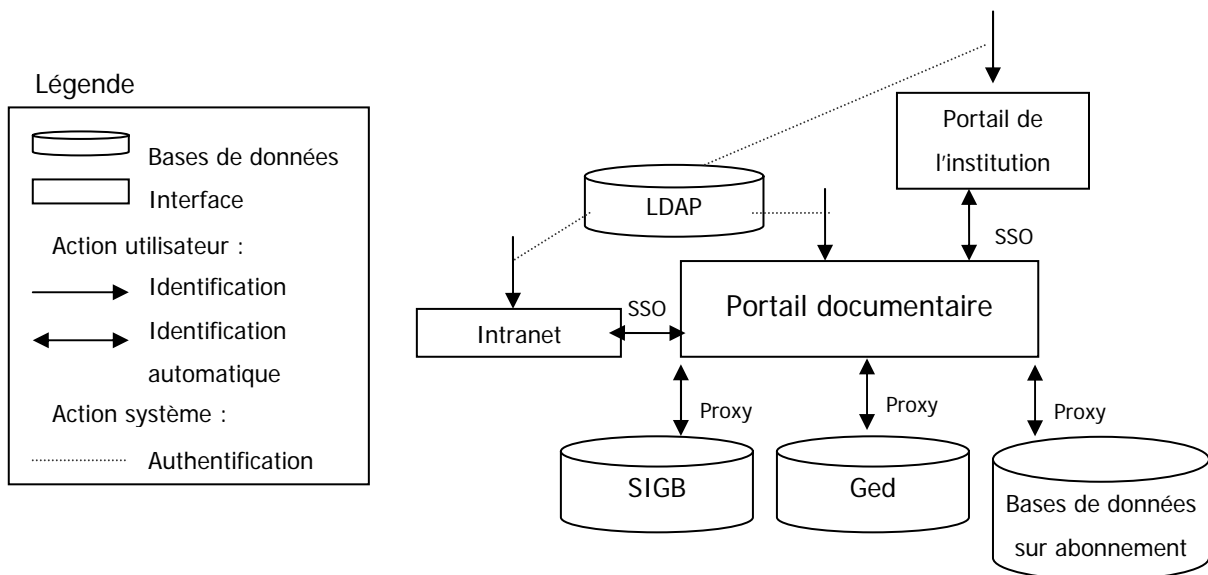 Légende
Bases de données
Interface
Action utilisateur :
Identification
Identification
automatique
Action système :
Authentification
Portail de
l'institution
LDAP
SSO
Portail documentaire
SSO
Intranet
Proxy
Proxy
Proxy
SIGB
Ged
Bases de données
sur abonnement